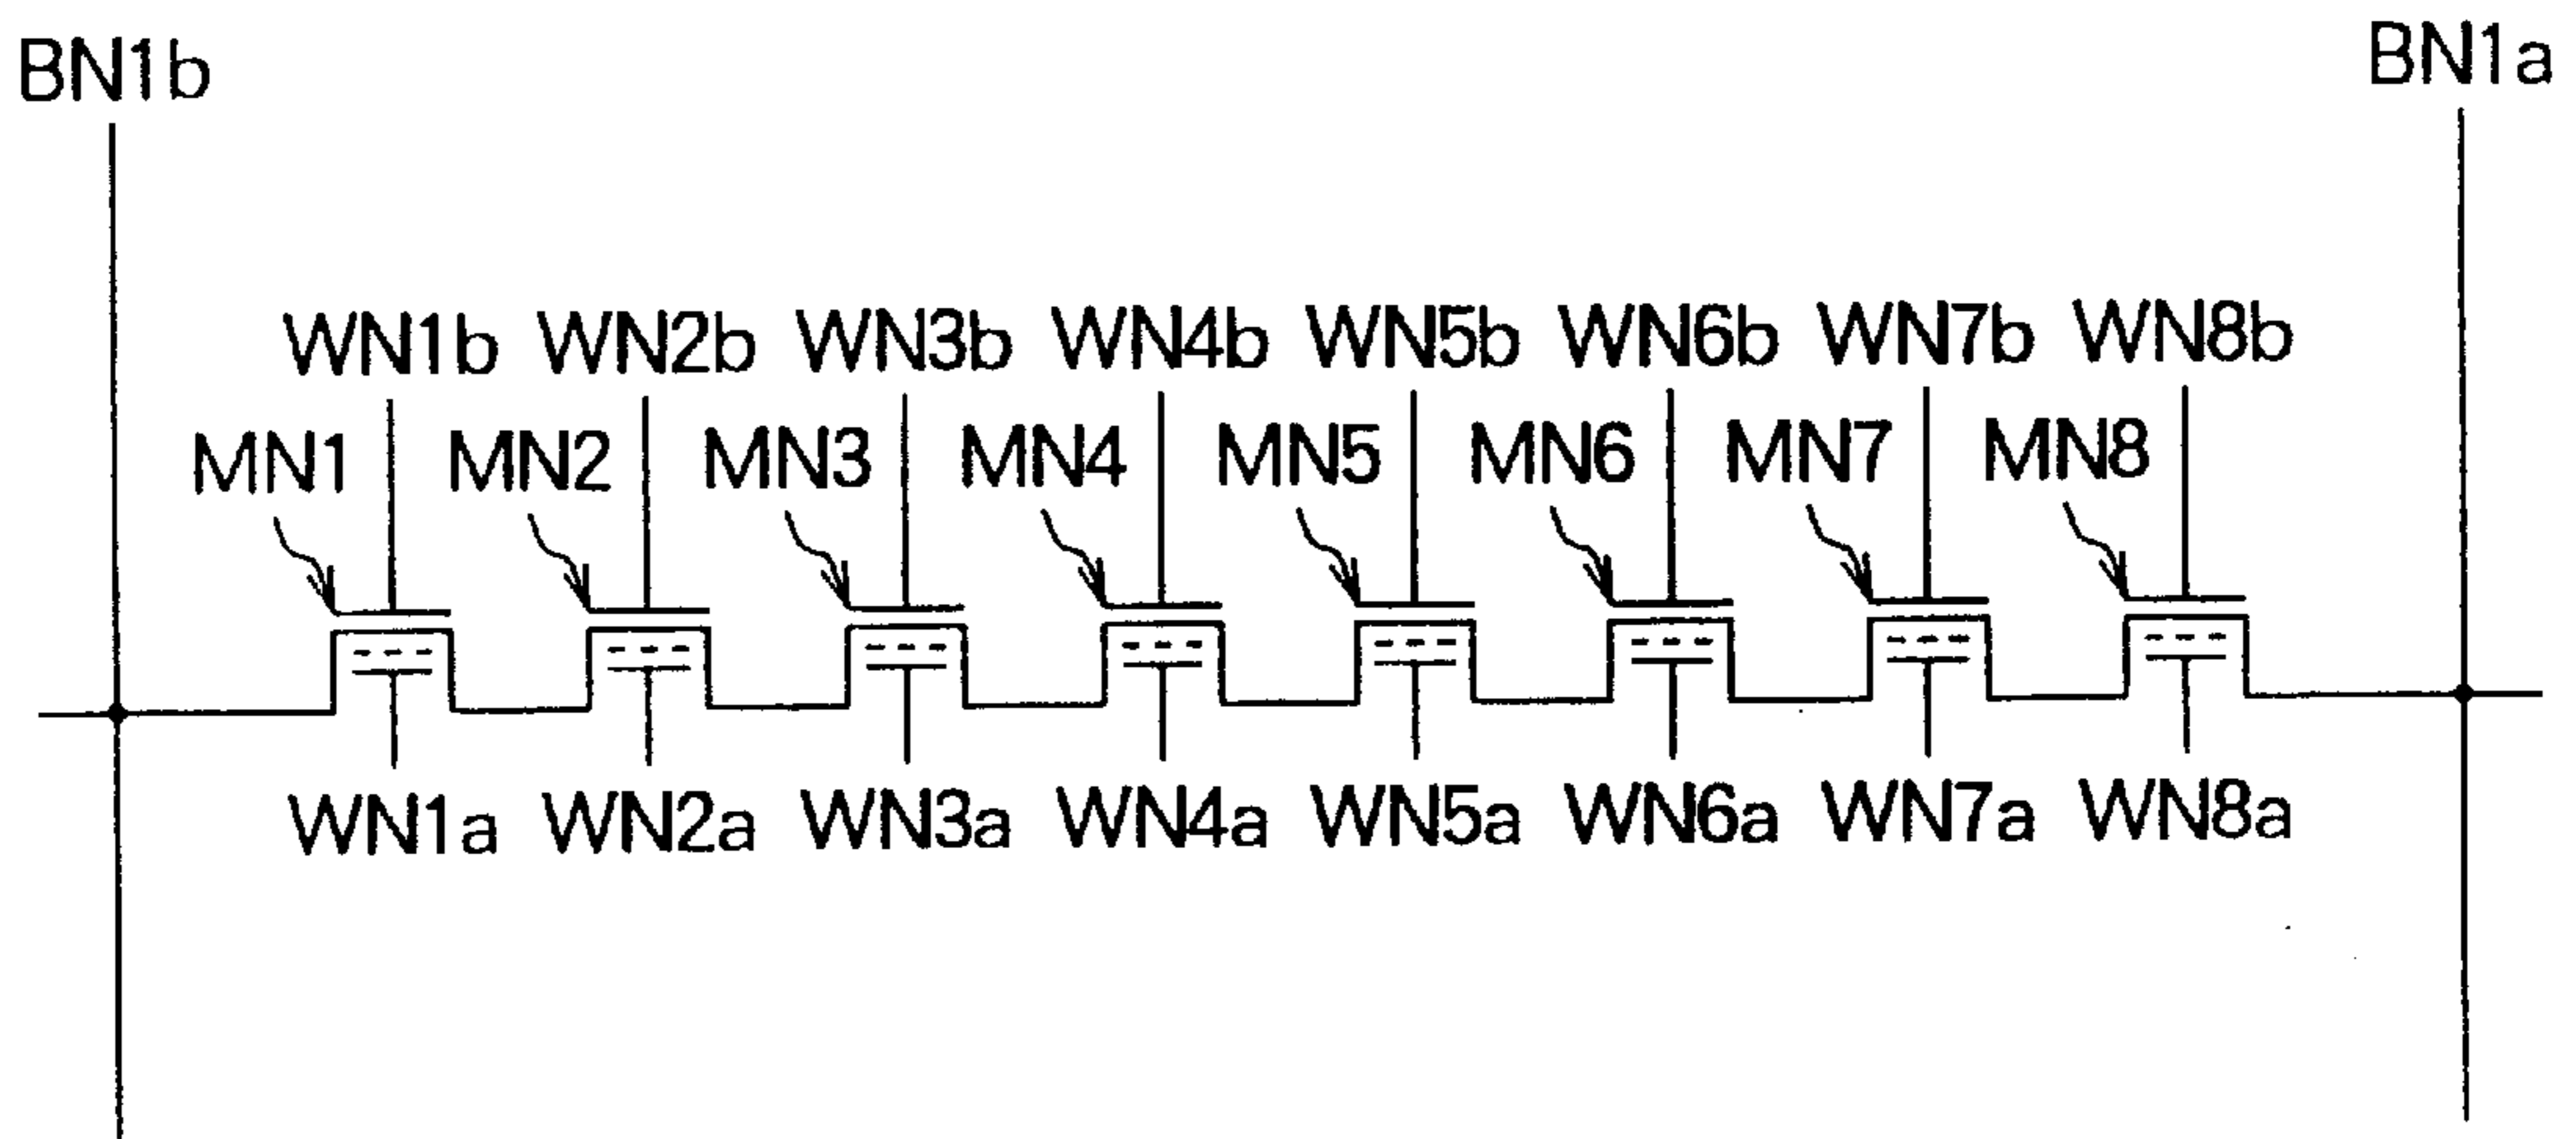 BN1b BN1a
WN1b WN2b WN3b WN4b WN5b WN6b WN7b WN8b
MN1 MN2 MN3 MN4 MN5 MN6 MN7 MN8
WN1a WN2a WN3a WN4a WN5a WN6a WN7a WN8a